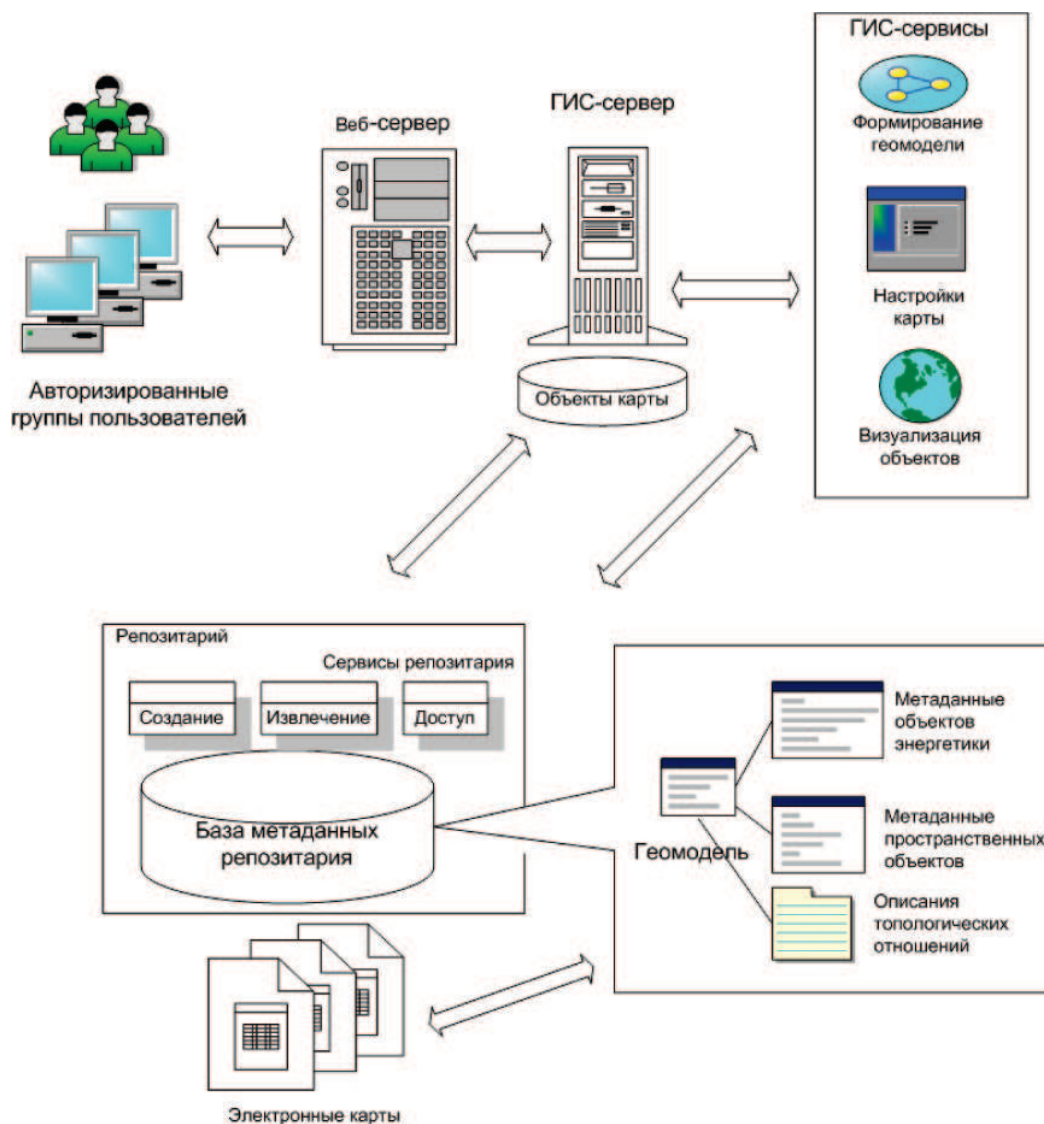 ГИС-сервисы
Формирование
геомодели
Настройки
карты
Визуализация
объектов
ГИС-сервер
Объекты карты
Веб-сервер
Авторизированные
группы пользователей
Репозитарий
Сервисы репозитария
Создание
Извлечение
Доступ
База метаданных
репозитария
Геомодель
Метаданные
объектов
энергетики
Метаданные
пространственных
объектов
Описания
топологических
отношений
Электронные карты